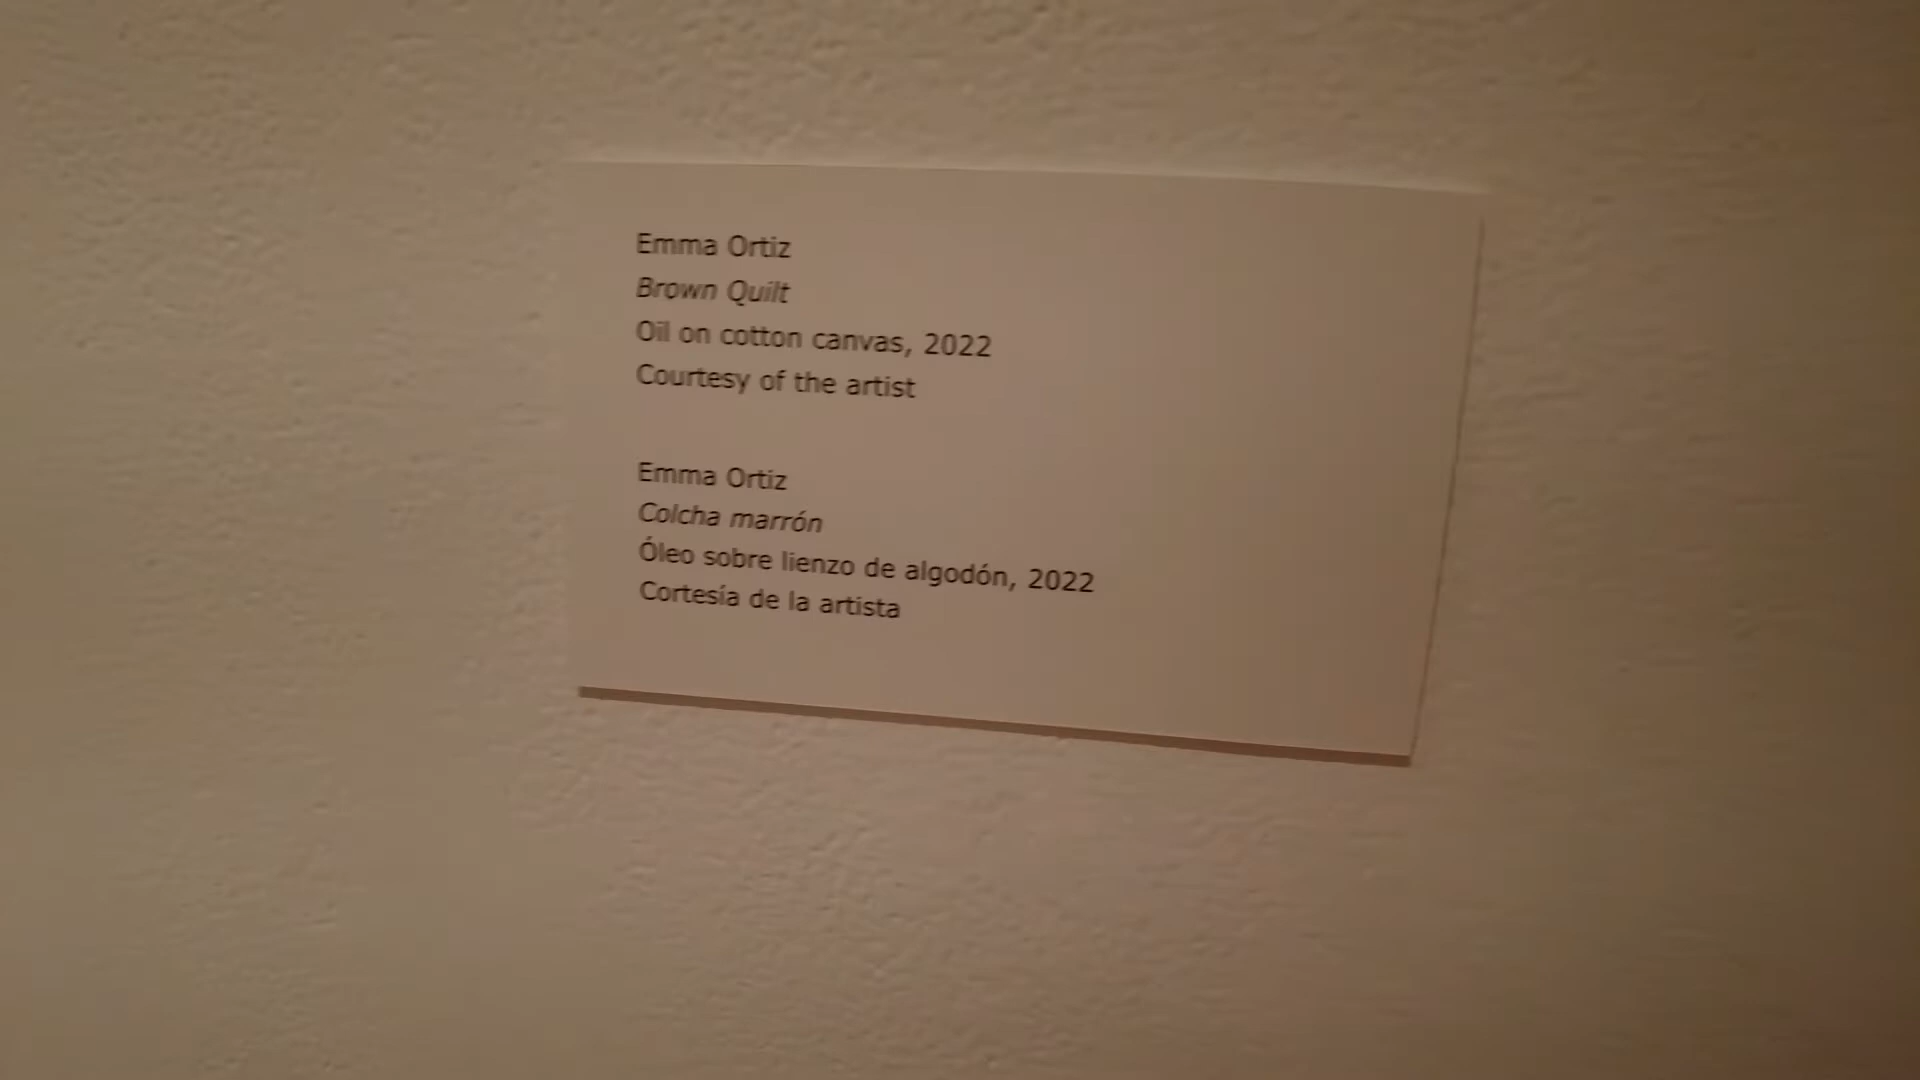 Emma Ortiz
Brown Quilt
Oil on cotton canvas, 2022
Courtesy of the artist
Emma Ortiz
Colcha marrón
Óleo sobre lienzo de algodón, 2022
Cortesía de la artista